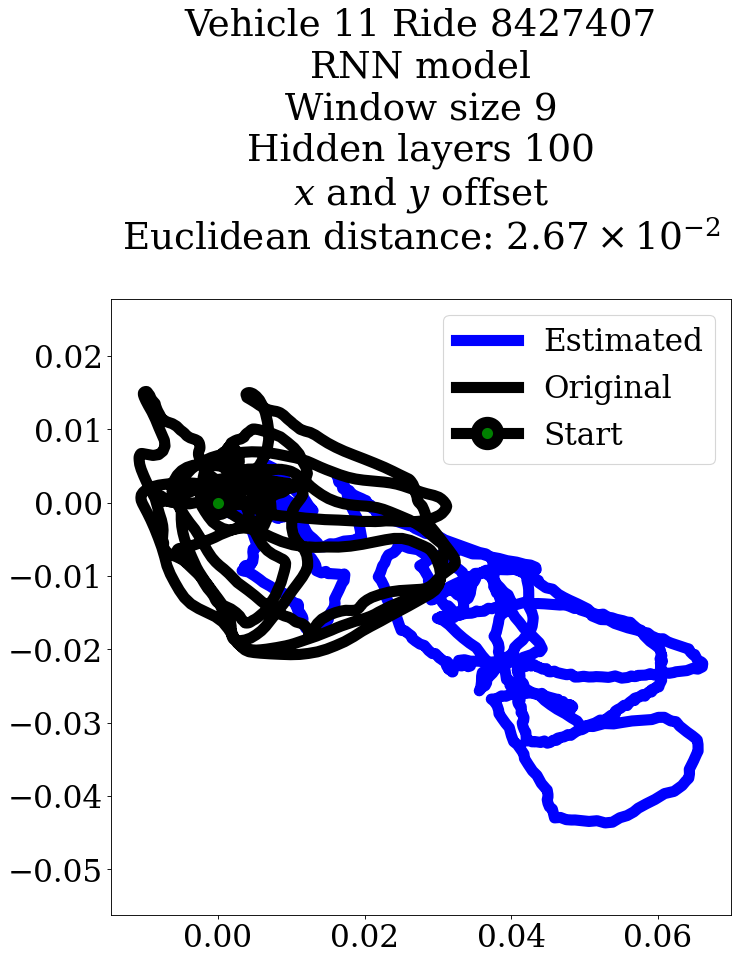 Vehicle 11 Ride 8427407
RNN model
Window size 9
Hidden layers 100
x and y offset
Euclidean distance: 2.67 × 10⁻²
Estimated
Original
Start
0.02
0.01
0.00
−0.01
−0.02
−0.03
−0.04
−0.05
0.00 0.02 0.04 0.06